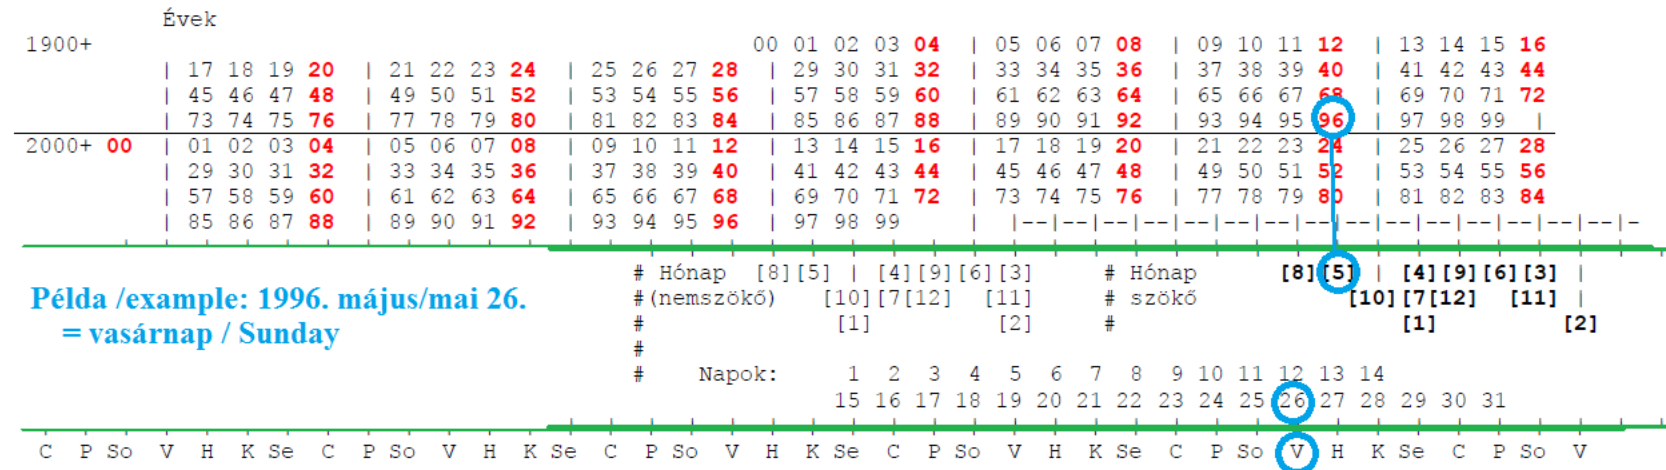 Évek
1900+ 00 01 02 03 04 | 05 06 07 08 | 09 10 11 12 | 13 14 15 16
| 17 18 19 20 | 21 22 23 24 | 25 26 27 28 | 29 30 31 32 | 33 34 35 36 | 37 38 39 40 | 41 42 43 44
| 45 46 47 48 | 49 50 51 52 | 53 54 55 56 | 57 58 59 60 | 61 62 63 64 | 65 66 67 68 | 69 70 71 72
| 73 74 75 76 | 77 78 79 80 | 81 82 83 84 | 85 86 87 88 | 89 90 91 92 | 93 94 95 96 | 97 98 99 |
2000+ 00 | 01 02 03 04 | 05 06 07 08 | 09 10 11 12 | 13 14 15 16 | 17 18 19 20 | 21 22 23 24 | 25 26 27 28
| 29 30 31 32 | 33 34 35 36 | 37 38 39 40 | 41 42 43 44 | 45 46 47 48 | 49 50 51 52 | 53 54 55 56
| 57 58 59 60 | 61 62 63 64 | 65 66 67 68 | 69 70 71 72 | 73 74 75 76 | 77 78 79 80 | 81 82 83 84
| 85 86 87 88 | 89 90 91 92 | 93 94 95 96 | 97 98 99 | |--|--|--|--|--|--|--|--|--|--|--|--|--|--|--|-
# Hónap [8][5] | [4][9][6][3] # Hónap [8][5] | [4][9][6][3] |
Példa /example: 1996. május/mai 26.
#(nemszökő) [10][7[12] [11] # szökő [10][7[12] [11] |
= vasárnap / Sunday
# [1] [2] # [1] [2]
#
# Napok: 1 2 3 4 5 6 7 8 9 10 11 12 13 14
15 16 17 18 19 20 21 22 23 24 25 26 27 28 29 30 31
C P So V H K Se C P So V H K Se C P So V H K Se C P So V H K Se C P So V H K Se C P So V